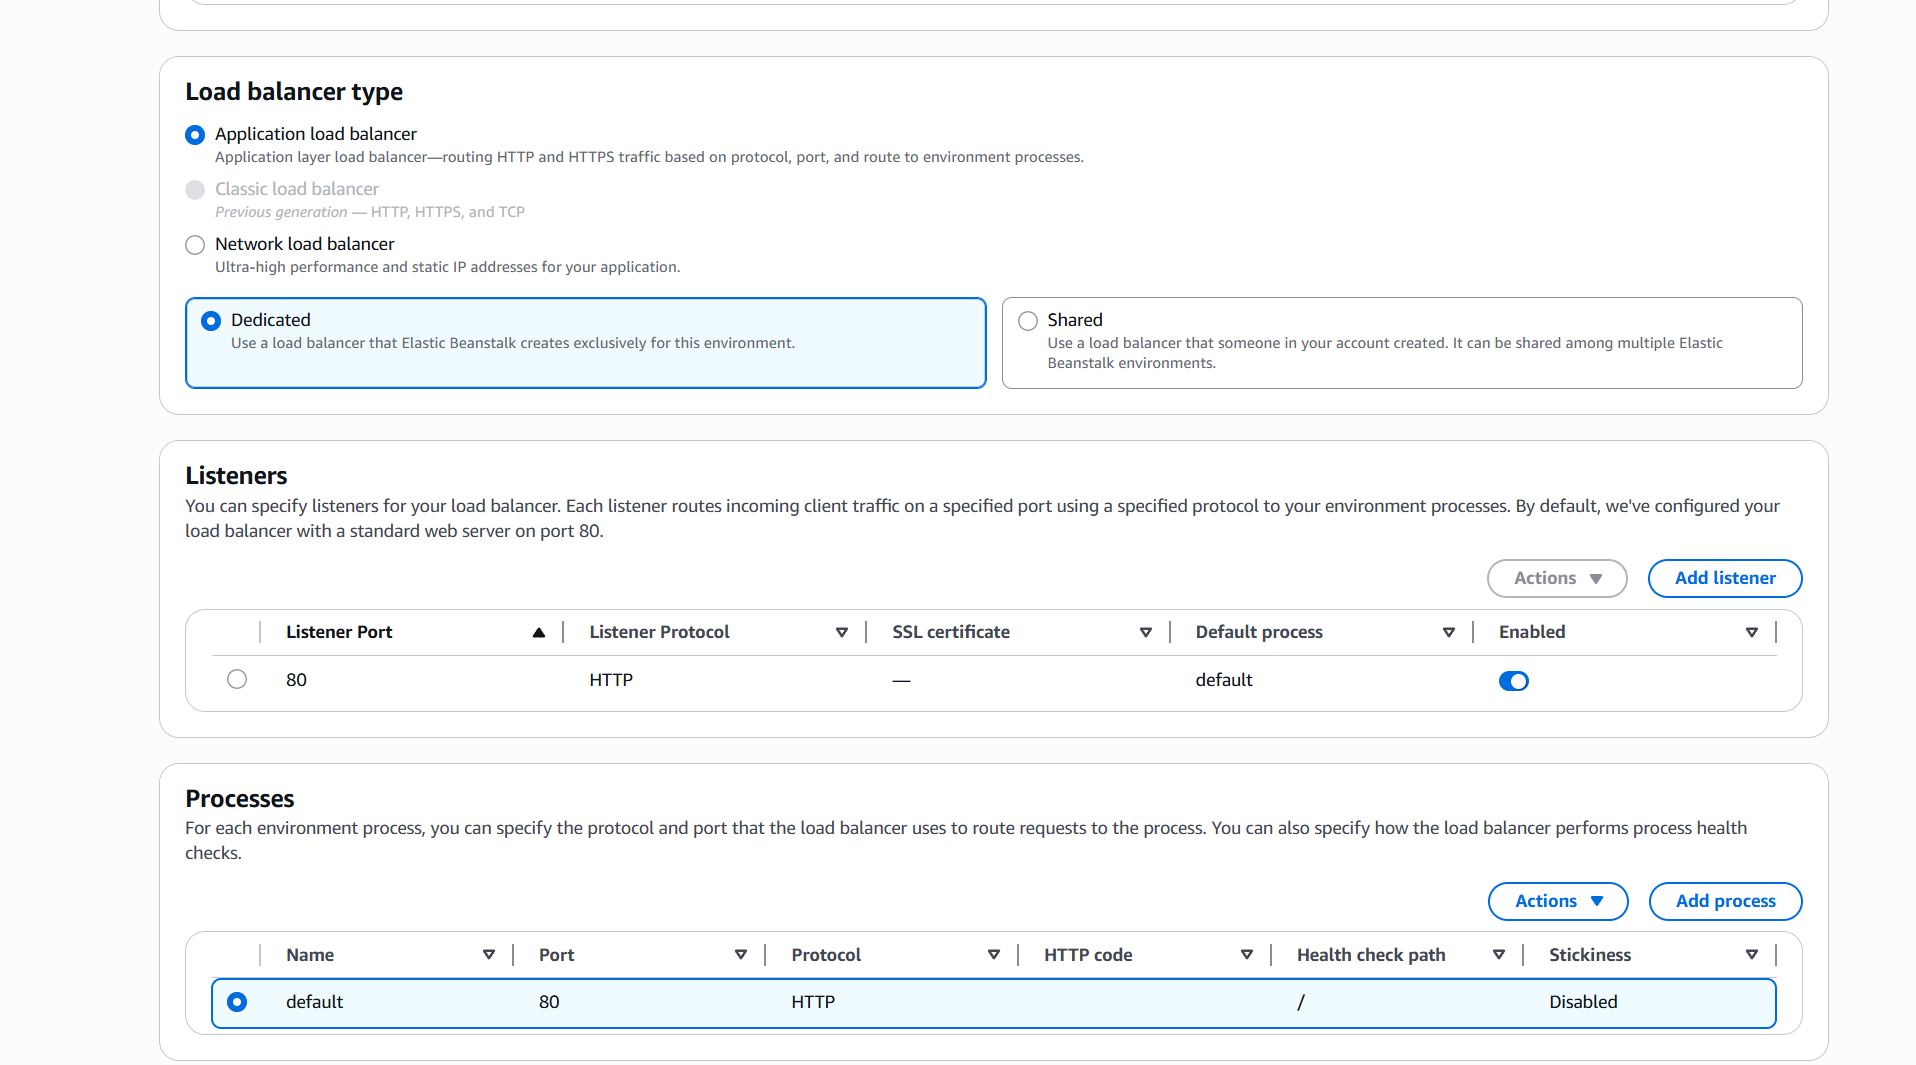 Load balancer type
Application load balancer
Application layer load balancer—routing HTTP and HTTPS traffic based on protocol, port, and route to environment processes.
Classic load balancer
Previous generation — HTTP, HTTPS, and TCP
Network load balancer
Ultra-high performance and static IP addresses for your application.
Dedicated
Use a load balancer that Elastic Beanstalk creates exclusively for this environment.
Shared
Use a load balancer that someone in your account created. It can be shared among multiple Elastic
Beanstalk environments.
Listeners
You can specify listeners for your load balancer. Each listener routes incoming client traffic on a specified port using a specified protocol to your environment processes. By default, we've configured your
load balancer with a standard web server on port 80.
Actions Add listener
Listener Port Listener Protocol SSL certificate Default process Enabled
80 HTTP — default
Processes
For each environment process, you can specify the protocol and port that the load balancer uses to route requests to the process. You can also specify how the load balancer performs process health
checks.
Actions Add process
Name Port Protocol HTTP code Health check path Stickiness
default 80 HTTP / Disabled